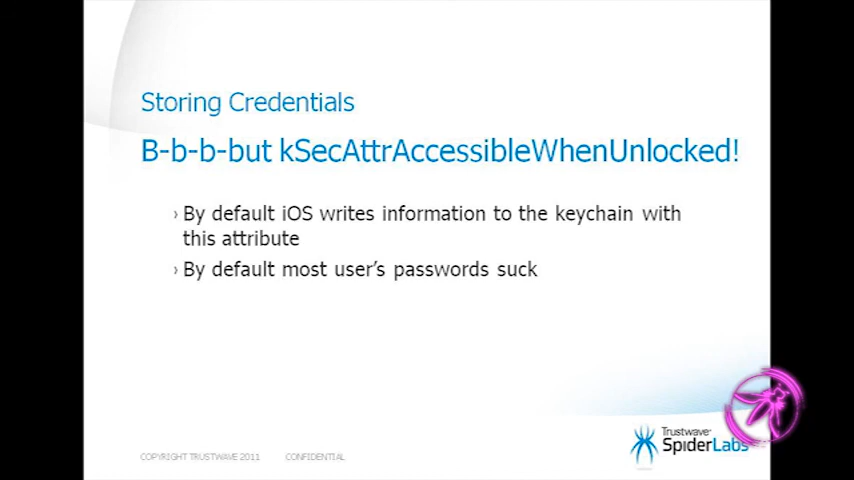 Storing Credentials
B-b-b-but kSecAttrAccessibleWhenUnlocked!
› By default iOS writes information to the keychain with
this attribute
› By default most user's passwords suck
Trustwave®
SpiderLabs
COPYRIGHT TRUSTWAVE 2011 CONFIDENTIAL